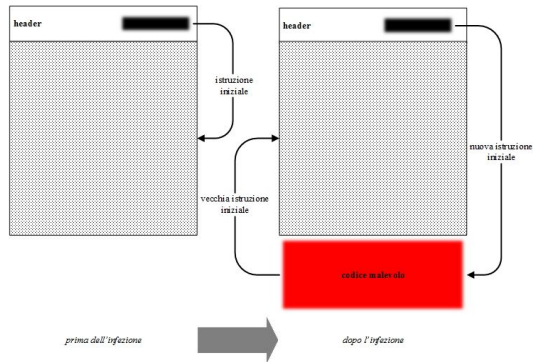 header
header
istruzione
iniziale
nuova istruzione
iniziale
vecchia istruzione
iniziale
codice malevolo
prima dell'infezione
dopo l'infezione